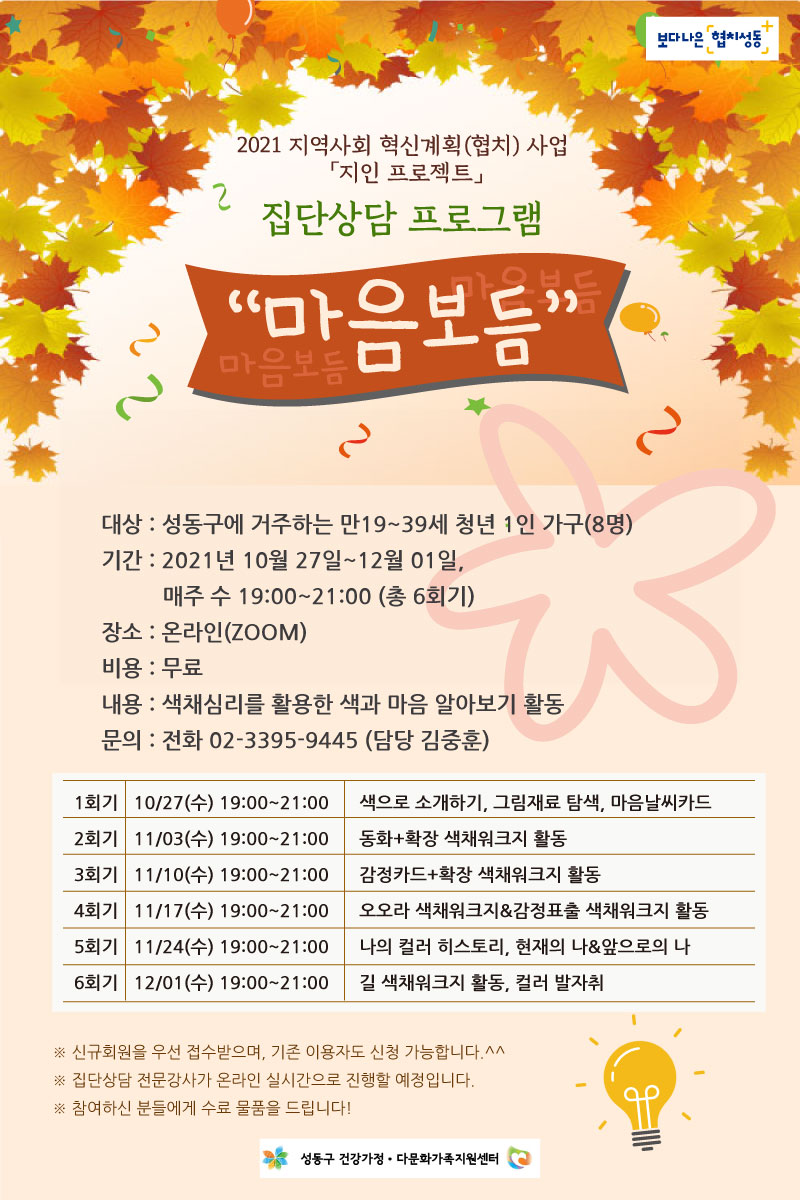 보다나은 협치성동
2021 지역사회 혁신계획(협치) 사업
「지인 프로젝트」
집단상담 프로그램
마음보듬
“마음보듬”
마음보듬
대상 : 성동구에 거주하는 만19~39세 청년 1인 가구(8명)
기간 : 2021년 10월 27일~12월 01일,
매주 수 19:00~21:00 (총 6회기)
장소 : 온라인(ZOOM)
비용 : 무료
내용 : 색채심리를 활용한 색과 마음 알아보기 활동
문의 : 전화 02-3395-9445 (담당 김중훈)
1회기 10/27(수) 19:00~21:00 색으로 소개하기, 그림재료 탐색, 마음날씨카드
2회기 11/03(수) 19:00~21:00 동화+확장 색채워크지 활동
3회기 11/10(수) 19:00~21:00 감정카드+확장 색채워크지 활동
4회기 11/17(수) 19:00~21:00 오오라 색채워크지&감정표출 색채워크지 활동
5회기 11/24(수) 19:00~21:00 나의 컬러 히스토리, 현재의 나&앞으로의 나
6회기 12/01(수) 19:00~21:00 길 색채워크지 활동, 컬러 발자취
※ 신규회원을 우선 접수받으며, 기존 이용자도 신청 가능합니다.^^
※ 집단상담 전문강사가 온라인 실시간으로 진행할 예정입니다.
※ 참여하신 분들에게 수료 물품을 드립니다!
성동구 건강가정·다문화가족지원센터